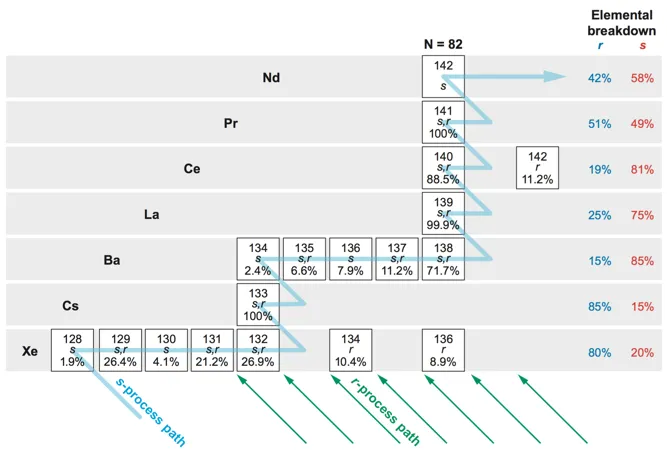 Elemental
breakdown
N = 82 r s
Nd 142 s 42% 58%
Pr 141 s,r 100% 51% 49%
Ce 140 s,r 88.5% 142 r 11.2% 19% 81%
La 139 s,r 99.9% 25% 75%
Ba 134 s 2.4% 135 s,r 6.6% 136 s 7.9% 137 s,r 11.2% 138 s,r 71.7% 15% 85%
Cs 133 s,r 100% 85% 15%
Xe 128 s 1.9% 129 s,r 26.4% 130 s 4.1% 131 s,r 21.2% 132 s,r 26.9% 134 r 10.4% 136 r 8.9% 80% 20%
s-process path
r-process path